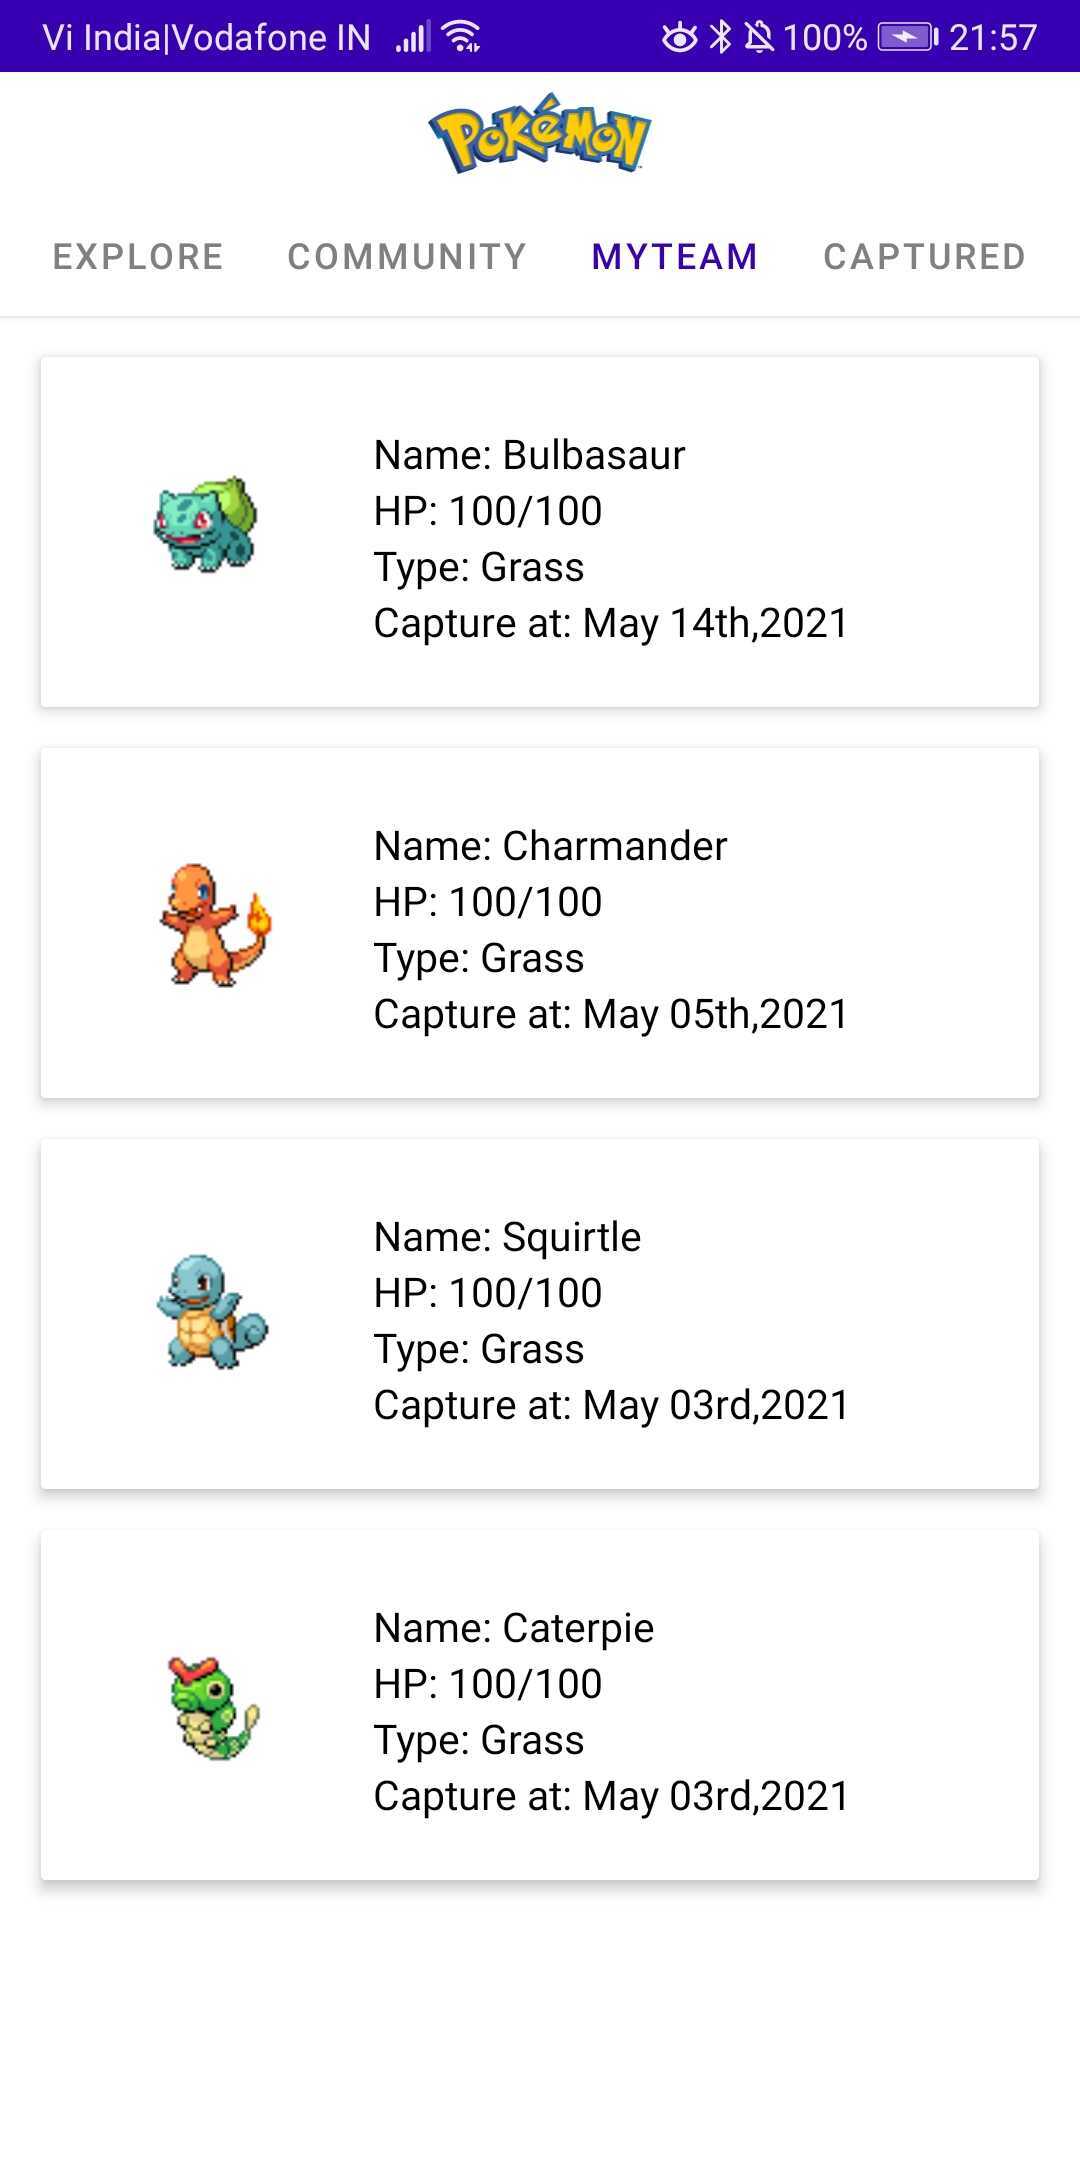 Vi India|Vodafone IN 100% 21:57
Pokémon
EXPLORE COMMUNITY MYTEAM CAPTURED
Name: Bulbasaur
HP: 100/100
Type: Grass
Capture at: May 14th,2021
Name: Charmander
HP: 100/100
Type: Grass
Capture at: May 05th,2021
Name: Squirtle
HP: 100/100
Type: Grass
Capture at: May 03rd,2021
Name: Caterpie
HP: 100/100
Type: Grass
Capture at: May 03rd,2021